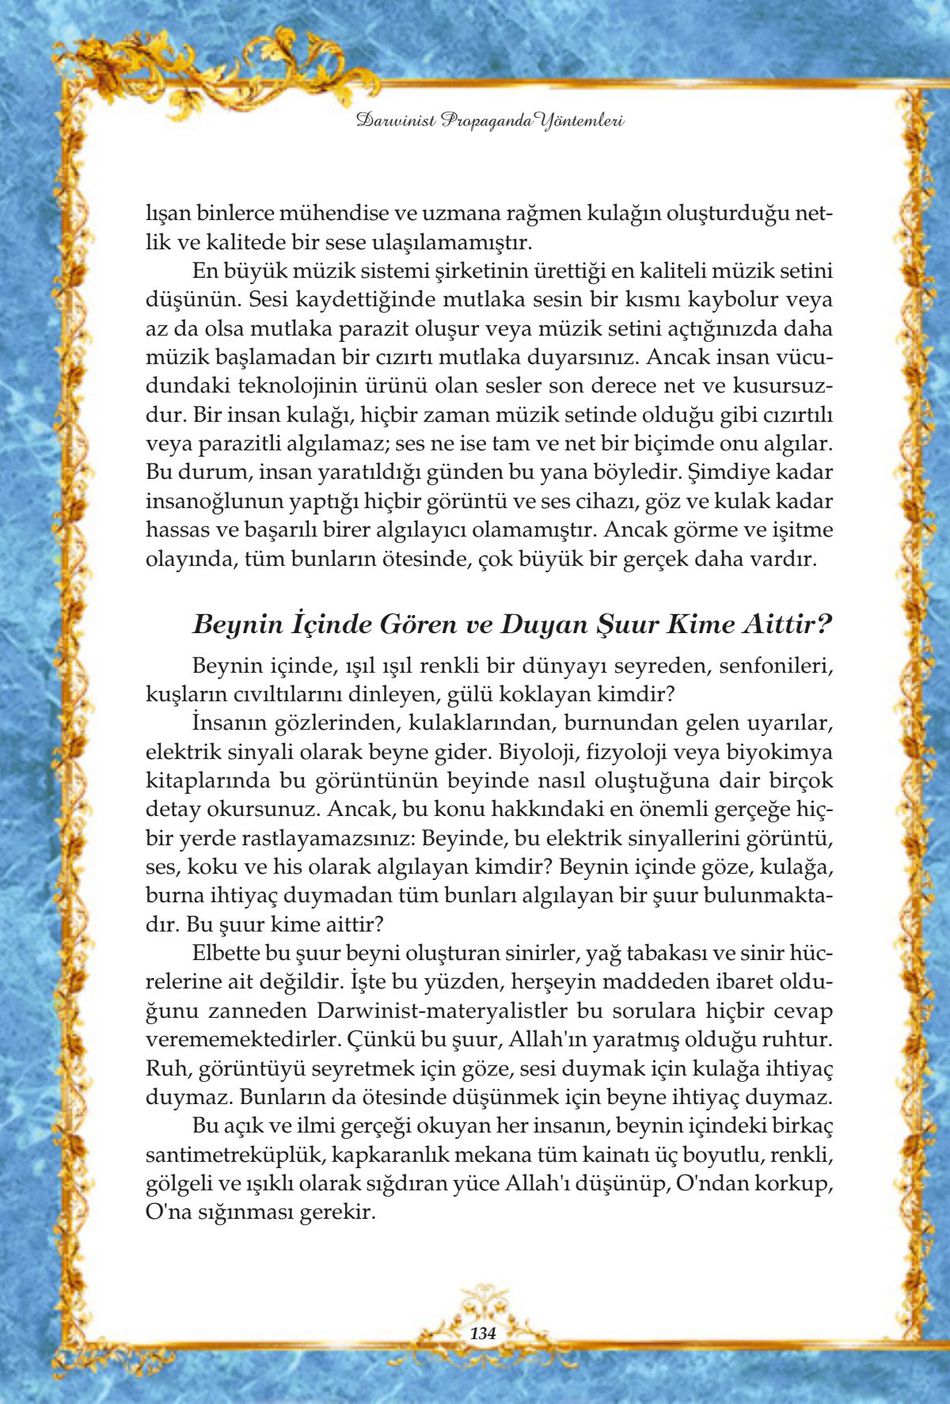 Darwinist Propaganda Yöntemleri
lışan binlerce mühendise ve uzmana rağmen kulağın oluşturduğu net-
lik ve kalitede bir sese ulaşılamamıştır.
En büyük müzik sistemi şirketinin ürettiği en kaliteli müzik setini
düşünün. Sesi kaydettiğinde mutlaka sesin bir kısmı kaybolur veya
az da olsa mutlaka parazit oluşur veya müzik setini açtığınızda daha
müzik başlamadan bir cızırtı mutlaka duyarsınız. Ancak insan vücu-
dundaki teknolojinin ürünü olan sesler son derece net ve kusursuz-
dur. Bir insan kulağı, hiçbir zaman müzik setinde olduğu gibi cızırtılı
veya parazitli algılamaz; ses ne ise tam ve net bir biçimde onu algılar.
Bu durum, insan yaratıldığı günden bu yana böyledir. Şimdiye kadar
insanoğlunun yaptığı hiçbir görüntü ve ses cihazı, göz ve kulak kadar
hassas ve başarılı birer algılayıcı olamamıştır. Ancak görme ve işitme
olayında, tüm bunların ötesinde, çok büyük bir gerçek daha vardır.
Beynin İçinde Gören ve Duyan Şuur Kime Aittir?
Beynin içinde, ışıl ışıl renkli bir dünyayı seyreden, senfonileri,
kuşların cıvıltılarını dinleyen, gülü koklayan kimdir?
İnsanın gözlerinden, kulaklarından, burnundan gelen uyarılar,
elektrik sinyali olarak beyne gider. Biyoloji, fizyoloji veya biyokimya
kitaplarında bu görüntünün beyinde nasıl oluştuğuna dair birçok
detay okursunuz. Ancak, bu konu hakkındaki en önemli gerçeğe hiç-
bir yerde rastlayamazsınız: Beyinde, bu elektrik sinyallerini görüntü,
ses, koku ve his olarak algılayan kimdir? Beynin içinde göze, kulağa,
burna ihtiyaç duymadan tüm bunları algılayan bir şuur bulunmakta-
dır. Bu şuur kime aittir?
Elbette bu şuur beyni oluşturan sinirler, yağ tabakası ve sinir hüc-
relerine ait değildir. İşte bu yüzden, herşeyin maddeden ibaret oldu-
ğunu zanneden Darwinist-materyalistler bu sorulara hiçbir cevap
verememektedirler. Çünkü bu şuur, Allah'ın yaratmış olduğu ruhtur.
Ruh, görüntüyü seyretmek için göze, sesi duymak için kulağa ihtiyaç
duymaz. Bunların da ötesinde düşünmek için beyne ihtiyaç duymaz.
Bu açık ve ilmi gerçeği okuyan her insanın, beynin içindeki birkaç
santimetreküplük, kapkaranlık mekana tüm kainatı üç boyutlu, renkli,
gölgeli ve ışıklı olarak sığdıran yüce Allah'ı düşünüp, O'ndan korkup,
O'na sığınması gerekir.
134